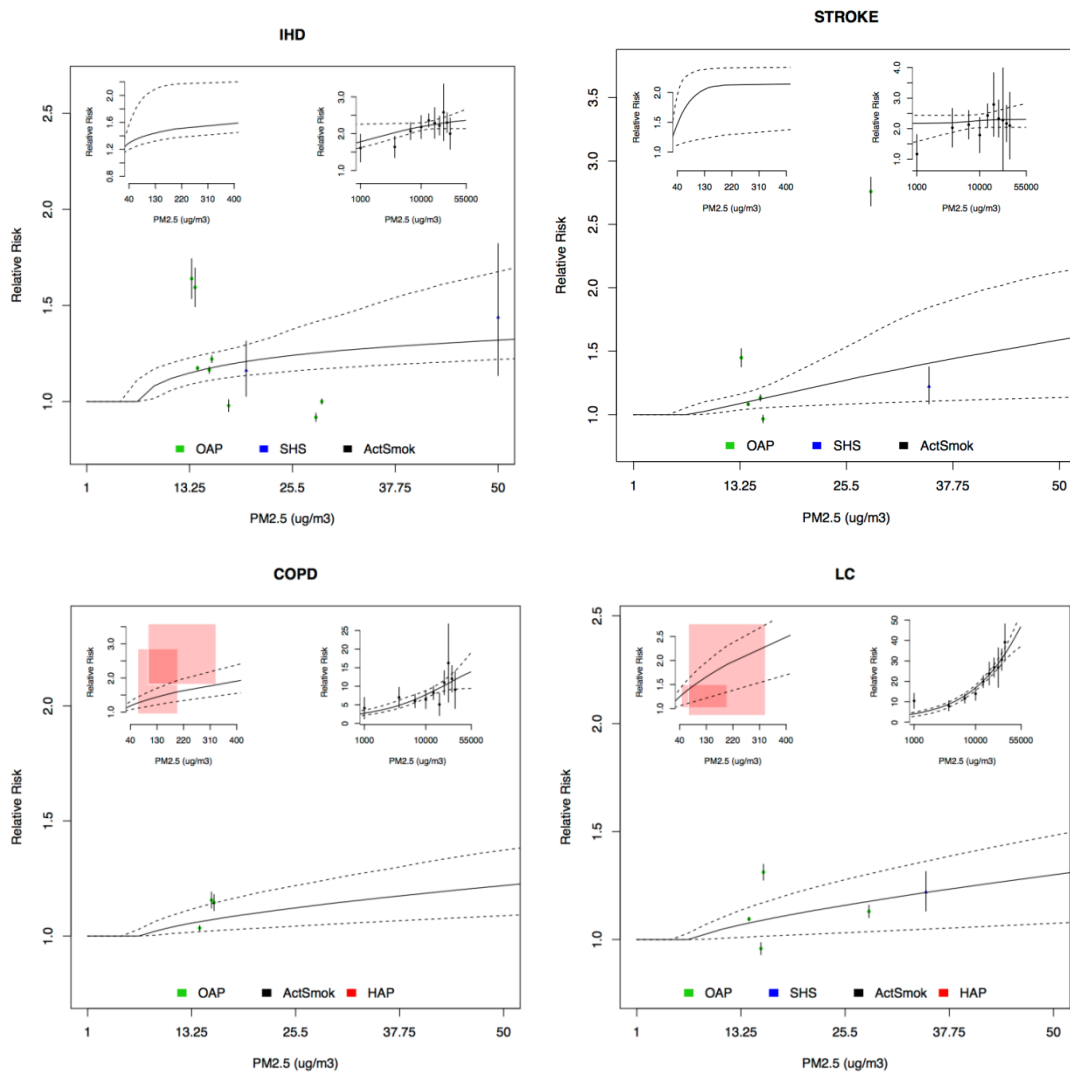 IHD
Relative Risk
2.5
2.0
1.5
1.0
Relative Risk
2.0
1.6
1.2
0.8
40 130 220 310 400
PM2.5 (ug/m3)
Relative Risk
3.0
2.0
1.0
1000 10000 55000
PM2.5 (ug/m3)
OAP SHS ActSmok
1 13.25 25.5 37.75 50
PM2.5 (ug/m3)
STROKE
Relative Risk
3.5
3.0
2.5
2.0
1.5
1.0
Relative Risk
2.0
1.5
1.0
40 130 220 310 400
PM2.5 (ug/m3)
Relative Risk
4.0
3.0
2.0
1.0
1000 10000 55000
PM2.5 (ug/m3)
OAP SHS ActSmok
1 13.25 25.5 37.75 50
PM2.5 (ug/m3)
COPD
Relative Risk
2.5
2.0
1.5
1.0
Relative Risk
3.0
2.0
1.0
40 130 220 310 400
PM2.5 (ug/m3)
Relative Risk
25
20
15
10
5
0
1000 10000 55000
PM2.5 (ug/m3)
OAP ActSmok HAP
1 13.25 25.5 37.75 50
PM2.5 (ug/m3)
LC
Relative Risk
2.5
2.0
1.5
1.0
Relative Risk
2.5
2.0
1.5
1.0
40 130 220 310 400
PM2.5 (ug/m3)
Relative Risk
50
40
30
20
10
0
1000 10000 55000
PM2.5 (ug/m3)
OAP SHS ActSmok HAP
1 13.25 25.5 37.75 50
PM2.5 (ug/m3)